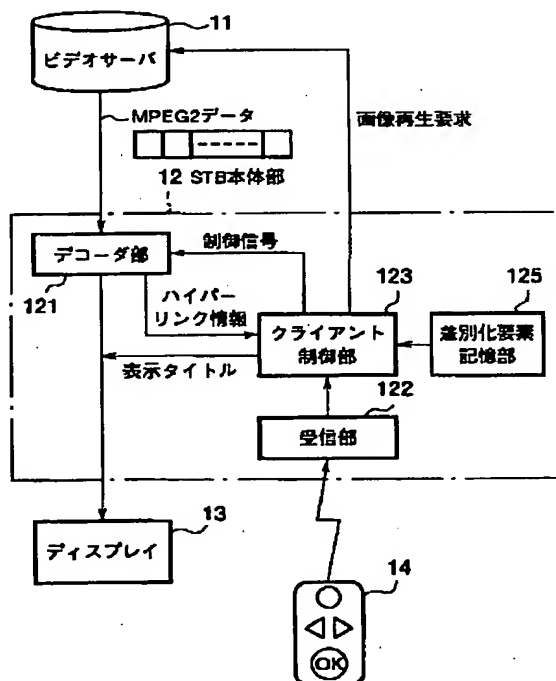 11
ビデオサーバ
MPEG2データ
画像再生要求
12 STB本体部
デコーダ部
121
制御信号
ハイパー
リンク情報
表示タイトル
123
クライアント
制御部
125
差別化要素
記憶部
122
受信部
13
ディスプレイ
14
OK